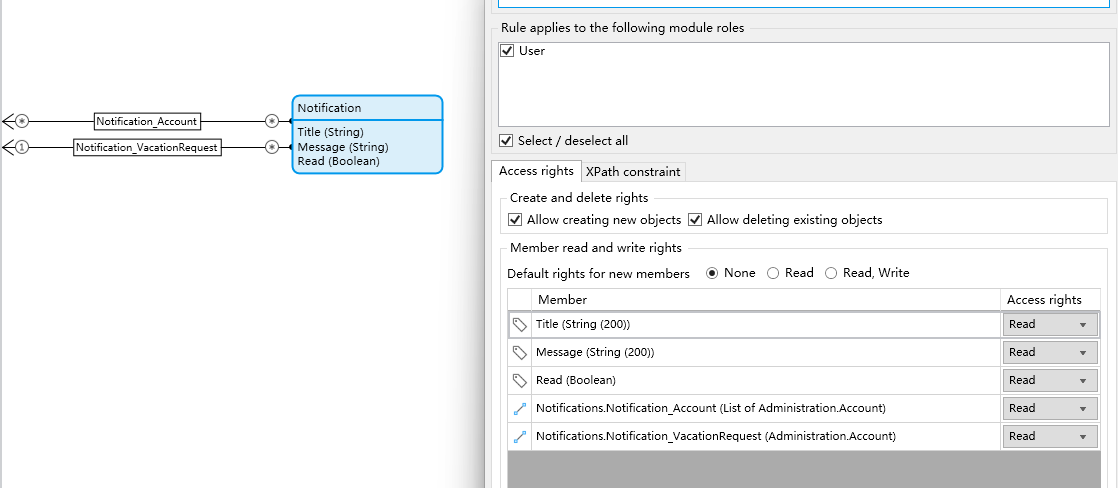 Rule applies to the following module roles
User
Select / deselect all
Notification
Title (String)
Message (String)
Read (Boolean)
Notification_Account
Notification_VacationRequest
1
Access rights
XPath constraint
Create and delete rights
Allow creating new objects
Allow deleting existing objects
Member read and write rights
Default rights for new members
None
Read
Read, Write
Member
Access rights
Title (String (200))
Read
Message (String (200))
Read
Read (Boolean)
Read
Notifications.Notification_Account (List of Administration.Account)
Read
Notifications.Notification_VacationRequest (Administration.Account)
Read